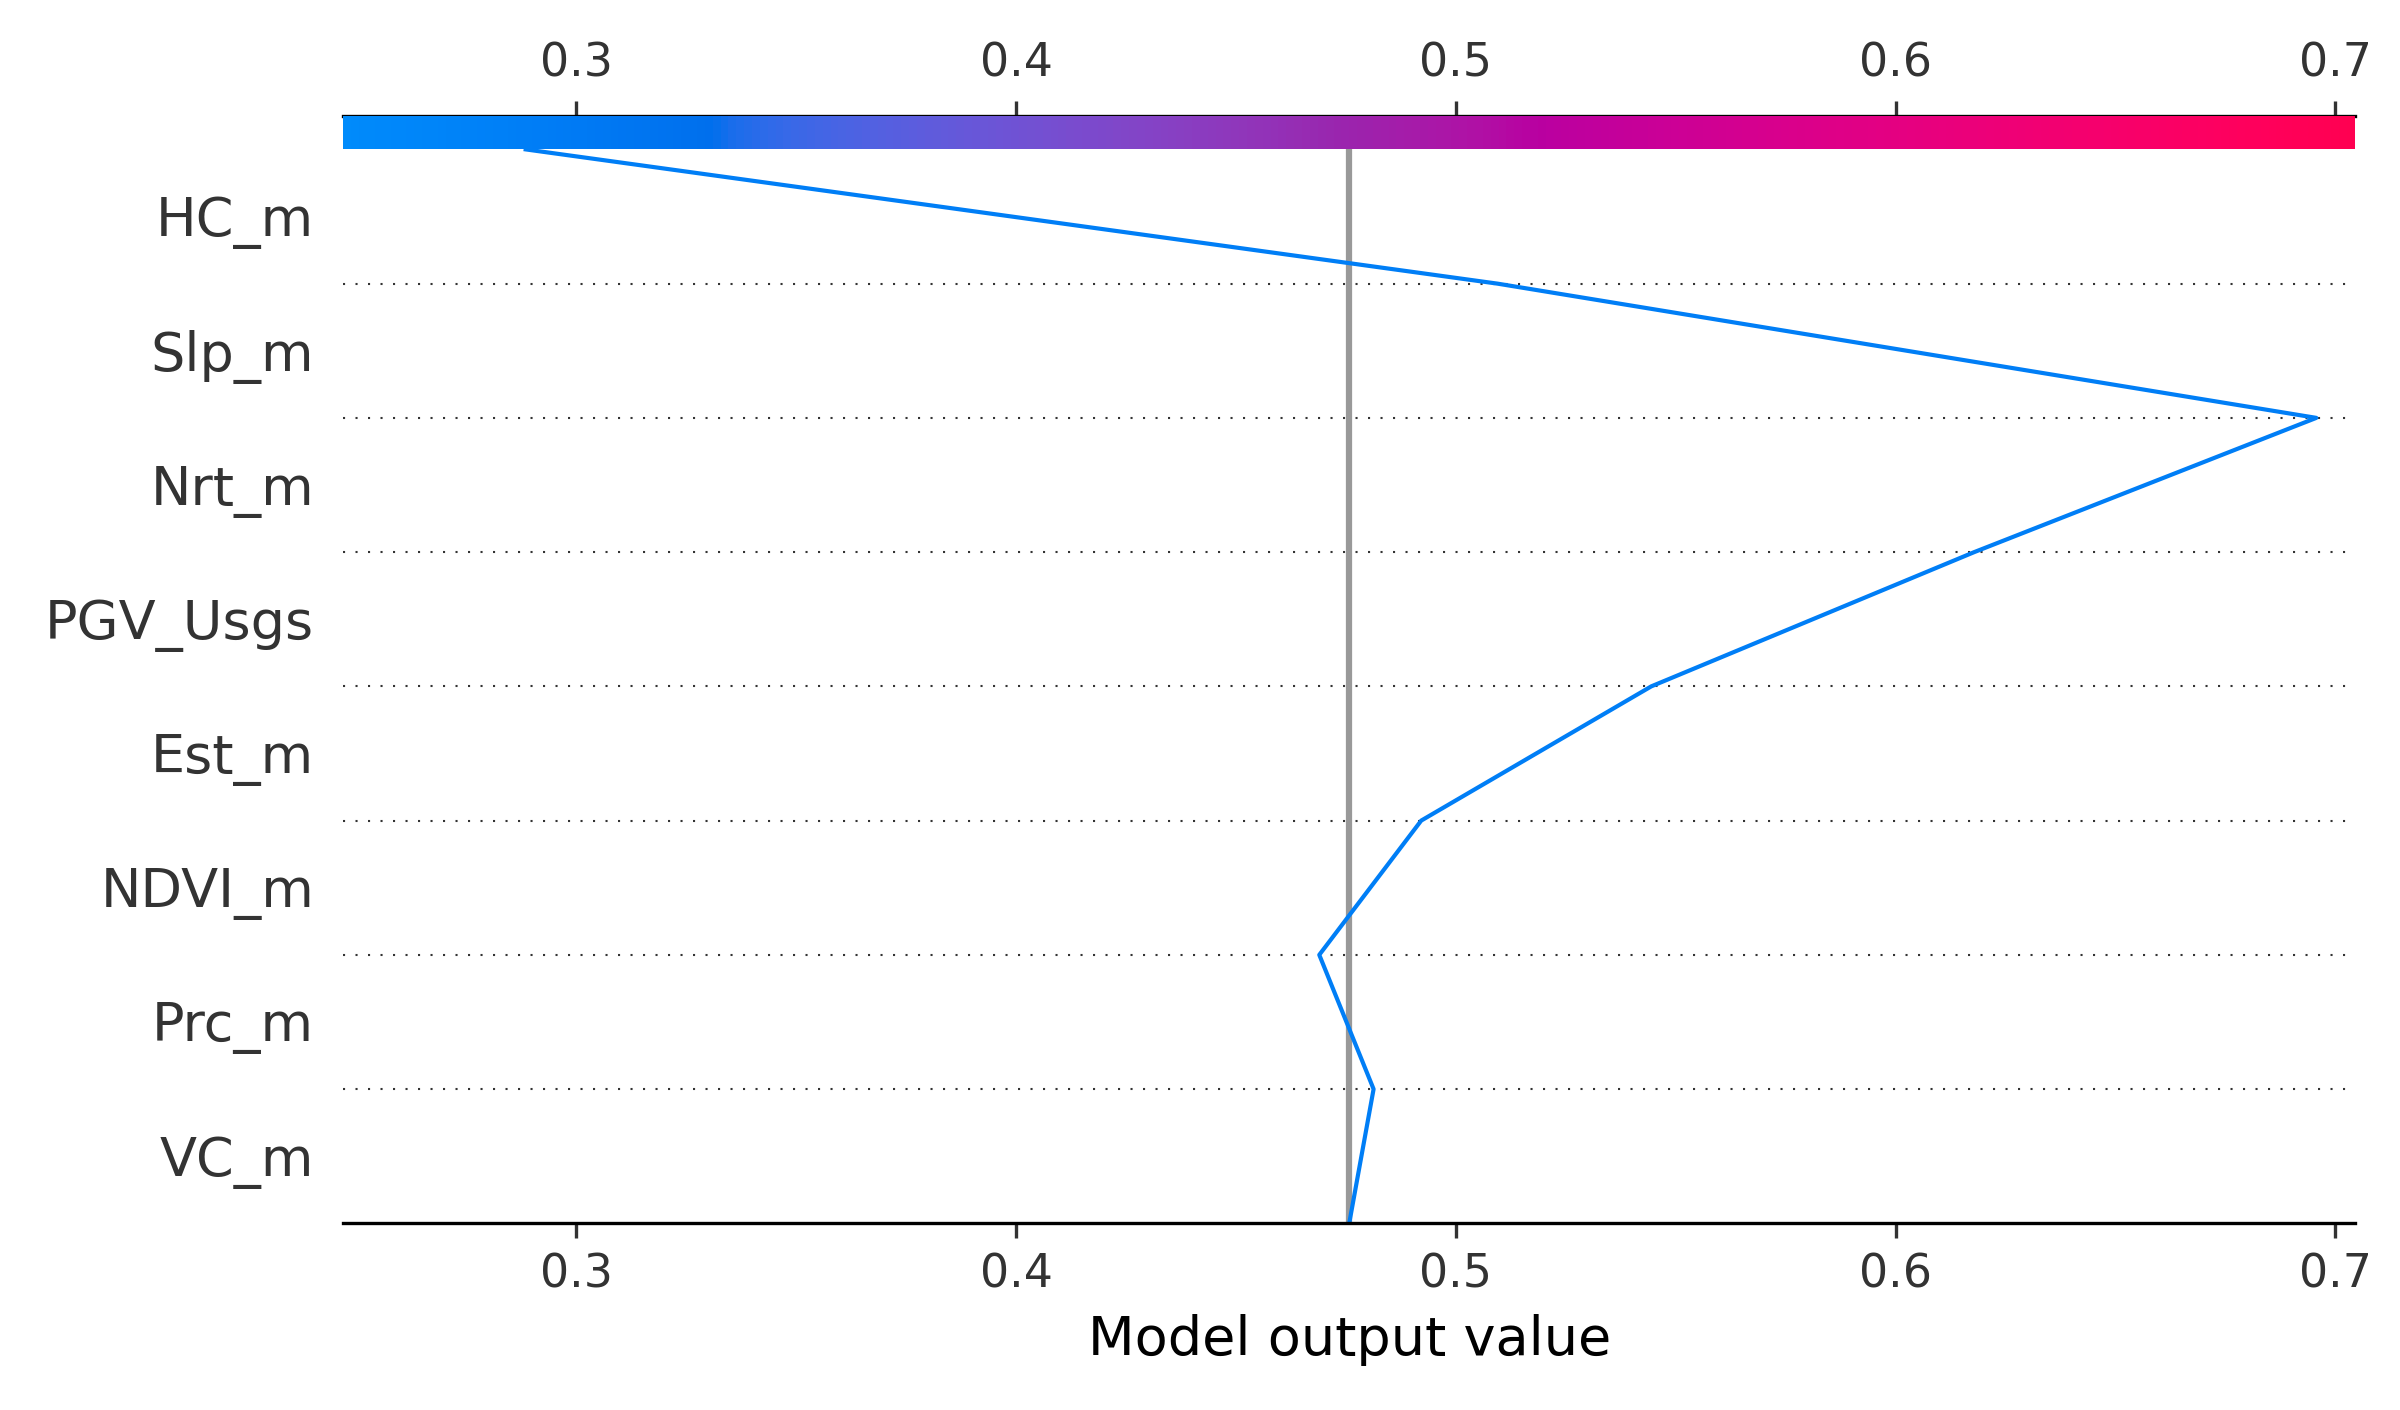 0.3 0.4 0.5 0.6 0.7
HC_m
Slp_m
Nrt_m
PGV_Usgs
Est_m
NDVI_m
Prc_m
VC_m
0.3 0.4 0.5 0.6 0.7
Model output value